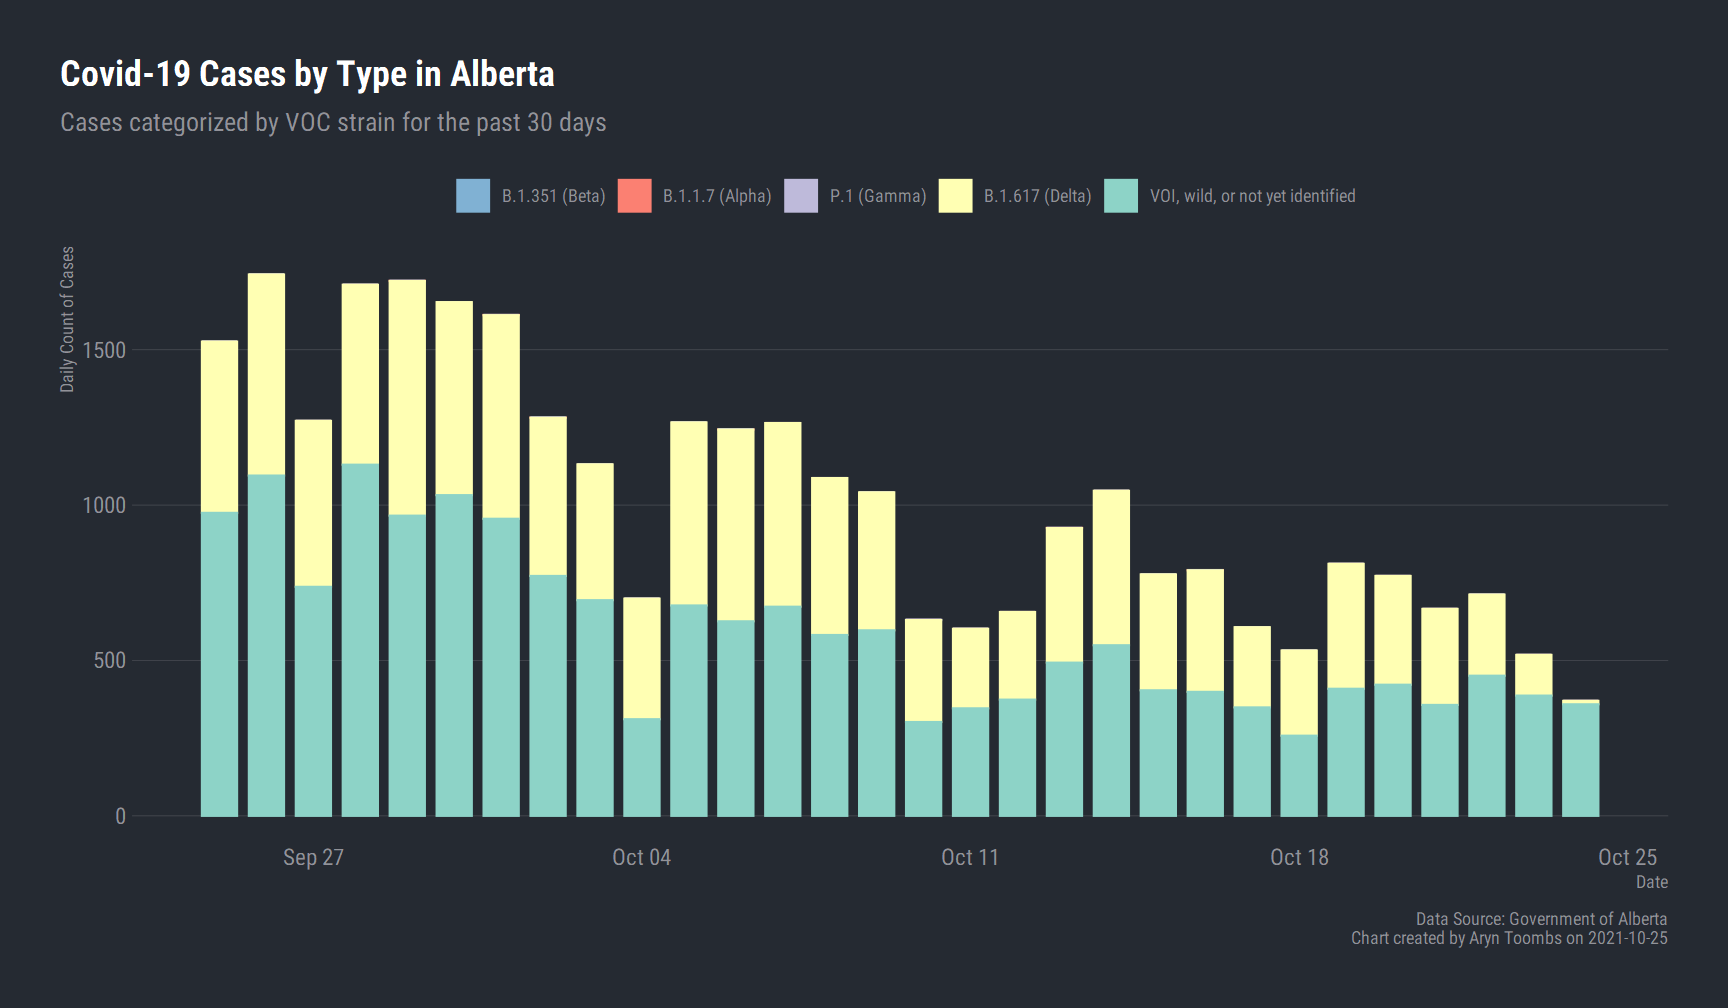 Covid-19 Cases by Type in Alberta
Cases categorized by VOC strain for the past 30 days
B.1.351 (Beta)
B.1.1.7 (Alpha)
P.1 (Gamma)
B.1.617 (Delta)
VOI, wild, or not yet identified
Daily Count of Cases
1500
1000
500
0
Sep 27
Oct 04
Oct 11
Oct 18
Oct 25
Date
Data Source: Government of Alberta
Chart created by Aryn Toombs on 2021-10-25